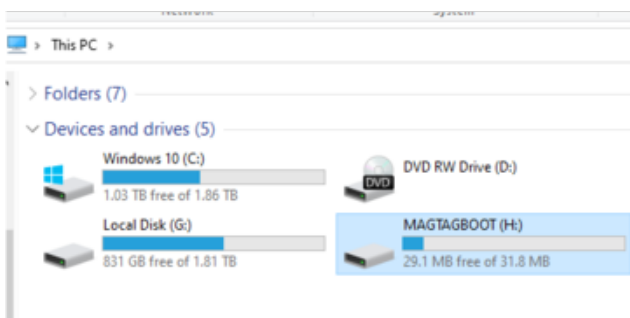 Network System
This PC
Folders (7)
Devices and drives (5)
Windows 10 (C:)
1.03 TB free of 1.86 TB
DVD RW Drive (D:)
DVD
Local Disk (G:)
831 GB free of 1.81 TB
MAGTAGBOOT (H:)
29.1 MB free of 31.8 MB